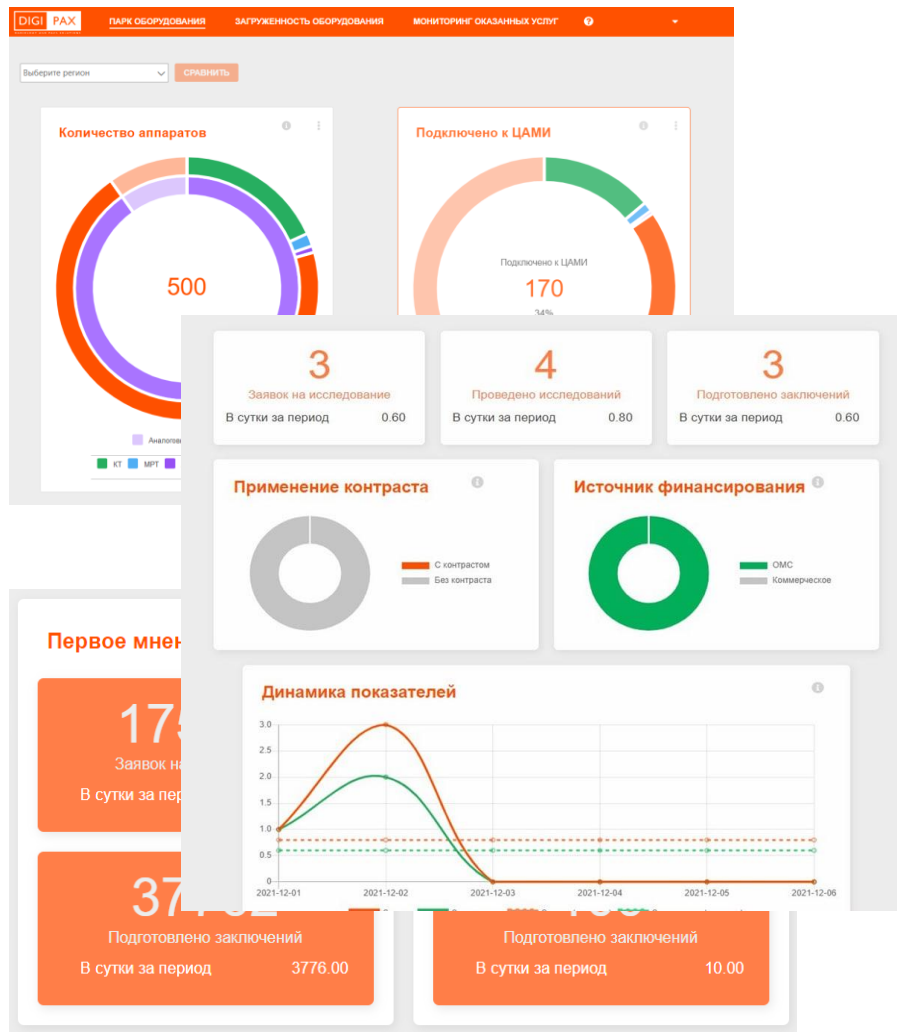 DIGI PAX
ПАРК ОБОРУДОВАНИЯ
ЗАГРУЖЕННОСТЬ ОБОРУДОВАНИЯ
МОНИТОРИНГ ОКАЗАННЫХ УСЛУГ
?
Выберите регион
СРАВНИТЬ
Количество аппаратов
500
КТ МРТ
Подключено к ЦАМИ
Подключено к ЦАМИ
170
34%
3
Заявок на исследование
В сутки за период 0.60
4
Проведено исследований
В сутки за период 0.80
3
Подготовлено заключений
В сутки за период 0.60
Применение контраста
С контрастом
Без контраста
Источник финансирования
ОМС
Коммерческое
Динамика показателей
3.0
2.5
2.0
1.5
1.0
0.5
0
2021-12-01 2021-12-02 2021-12-03 2021-12-04 2021-12-05 2021-12-06
Первое
Заявок
В сутки за
Подготовлено заключений
В сутки за период 3776.00
Подготовлено заключений
В сутки за период 10.00